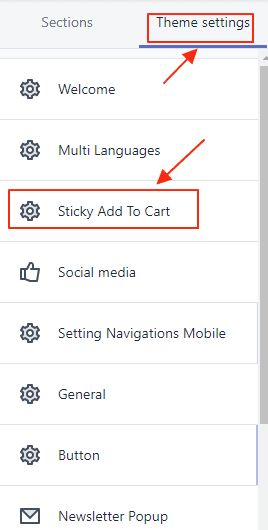 Sections
Theme settings
Welcome
Multi Languages
Sticky Add To Cart
Social media
Setting Navigations Mobile
General
Button
Newsletter Popup